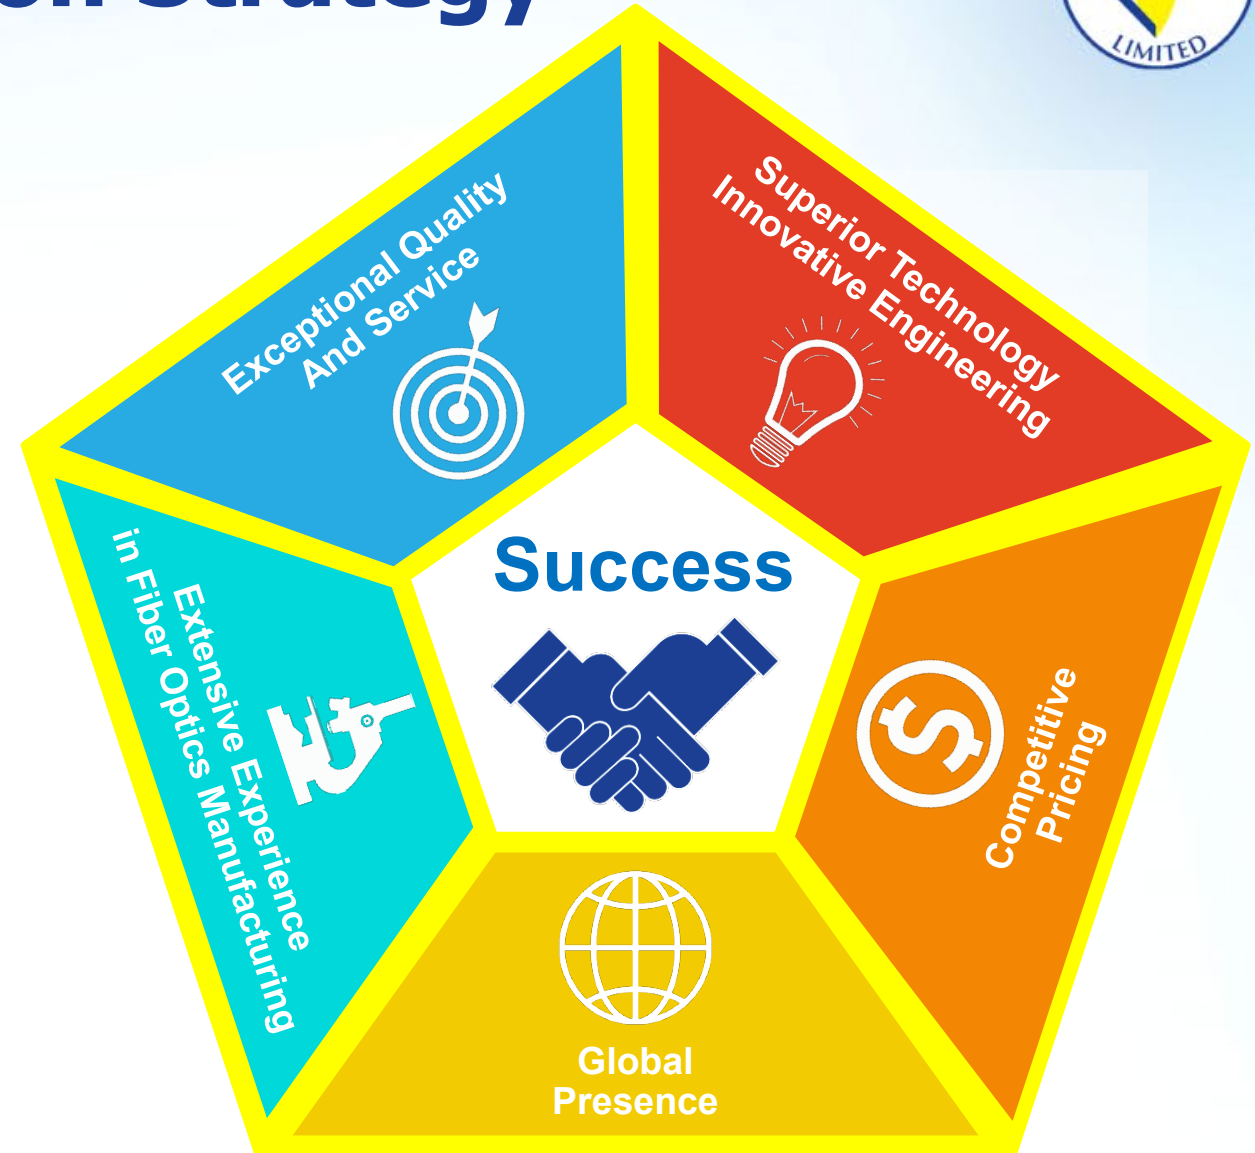 Strategy
LIMITED
Exceptional Quality
And Service
Superior Technology
Innovative Engineering
Success
Extensive Experience
in Fiber Optics Manufacturing
Competitive
Pricing
Global
Presence